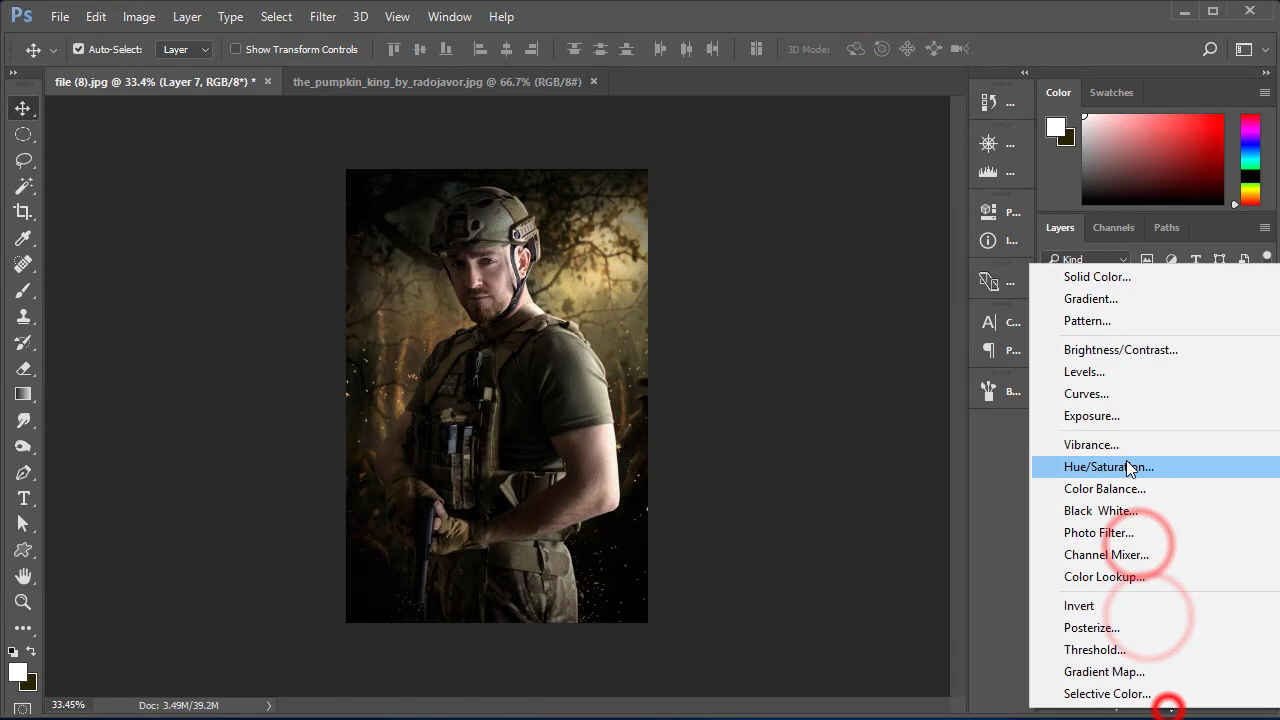 Ps File Edit Image Layer Type Select Filter 3D View Window Help
Auto-Select: Layer Show Transform Controls 3D Mode:
file (8).jpg @ 33.4% (Layer 7, RGB/8*) * the_pumpkin_king_by_radojavor.jpg @ 66.7% (RGB/8#)
Color Swatches
...
...
...
P...
I...
...
C...
P...
B...
Layers Channels Paths
Kind
Solid Color...
Gradient...
Pattern...
Brightness/Contrast...
Levels...
Curves...
Exposure...
Vibrance...
Hue/Saturation...
Color Balance...
Black White...
Photo Filter...
Channel Mixer...
Color Lookup...
Invert
Posterize...
Threshold...
Gradient Map...
Selective Color...
33.45% Doc: 3.49M/39.2M